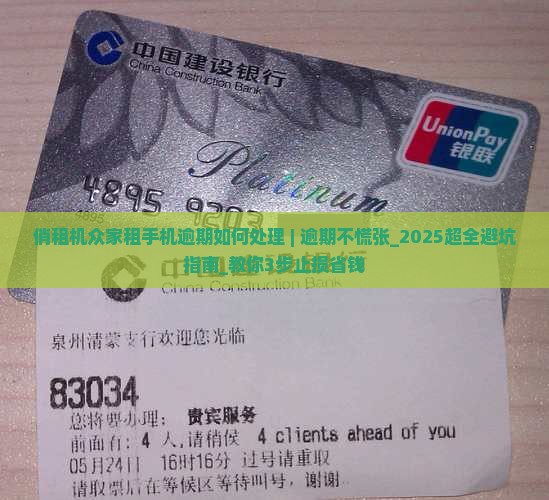 中国建设银行
China Construction Bank
UnionPay
银联
Platinum
4895 9203
俏租机众家租手机逾期如何处理 | 逾期不慌张_2025超全避坑
指南_教你3步止损省钱
泉州清蒙支行欢迎您光临
83034
您将要办理: 贵宾服务
前面有: 4 人,请稍侯 4 clients ahead of you
05月24日 16时16分 过号请重取
请取票后在等候区等待叫号, 谢谢